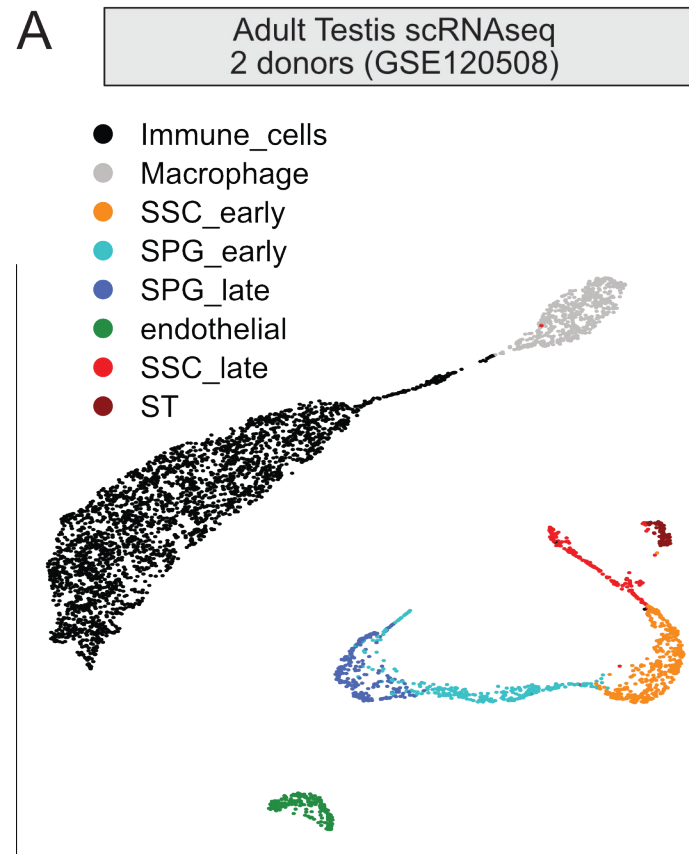 A
Adult Testis scRNAseq
2 donors (GSE120508)
Immune_cells
Macrophage
SSC_early
SPG_early
SPG_late
endothelial
SSC_late
ST